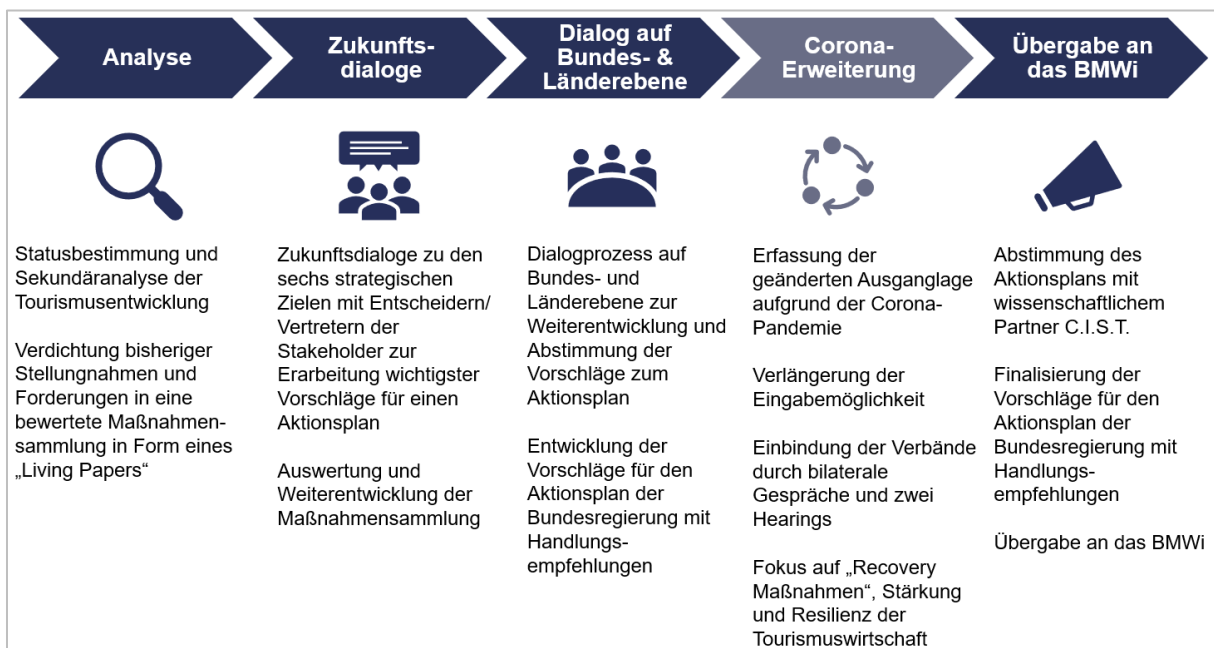 Analyse
Zukunfts-
dialoge
Dialog auf
Bundes- &
Länderebene
Corona-
Erweiterung
Übergabe an
das BMWi
Statusbestimmung und
Sekundäranalyse der
Tourismusentwicklung
Verdichtung bisheriger
Stellungnahmen und
Forderungen in eine
bewertete Maßnahmen-
sammlung in Form eines
„Living Papers“
Zukunftsdialoge zu den
sechs strategischen
Zielen mit Entscheidern/
Vertretern der
Stakeholder zur
Erarbeitung wichtigster
Vorschläge für einen
Aktionsplan
Auswertung und
Weiterentwicklung der
Maßnahmensammlung
Dialogprozess auf
Bundes- und
Länderebene zur
Weiterentwicklung und
Abstimmung der
Vorschläge zum
Aktionsplan
Entwicklung der
Vorschläge für den
Aktionsplan der
Bundesregierung mit
Handlungs-
empfehlungen
Erfassung der
geänderten Ausganglage
aufgrund der Corona-
Pandemie
Verlängerung der
Eingabemöglichkeit
Einbindung der Verbände
durch bilaterale
Gespräche und zwei
Hearings
Fokus auf „Recovery
Maßnahmen“, Stärkung
und Resilienz der
Tourismuswirtschaft
Abstimmung des
Aktionsplans mit
wissenschaftlichem
Partner C.I.S.T.
Finalisierung der
Vorschläge für den
Aktionsplan der
Bundesregierung mit
Handlungs-
empfehlungen
Übergabe an das BMWi